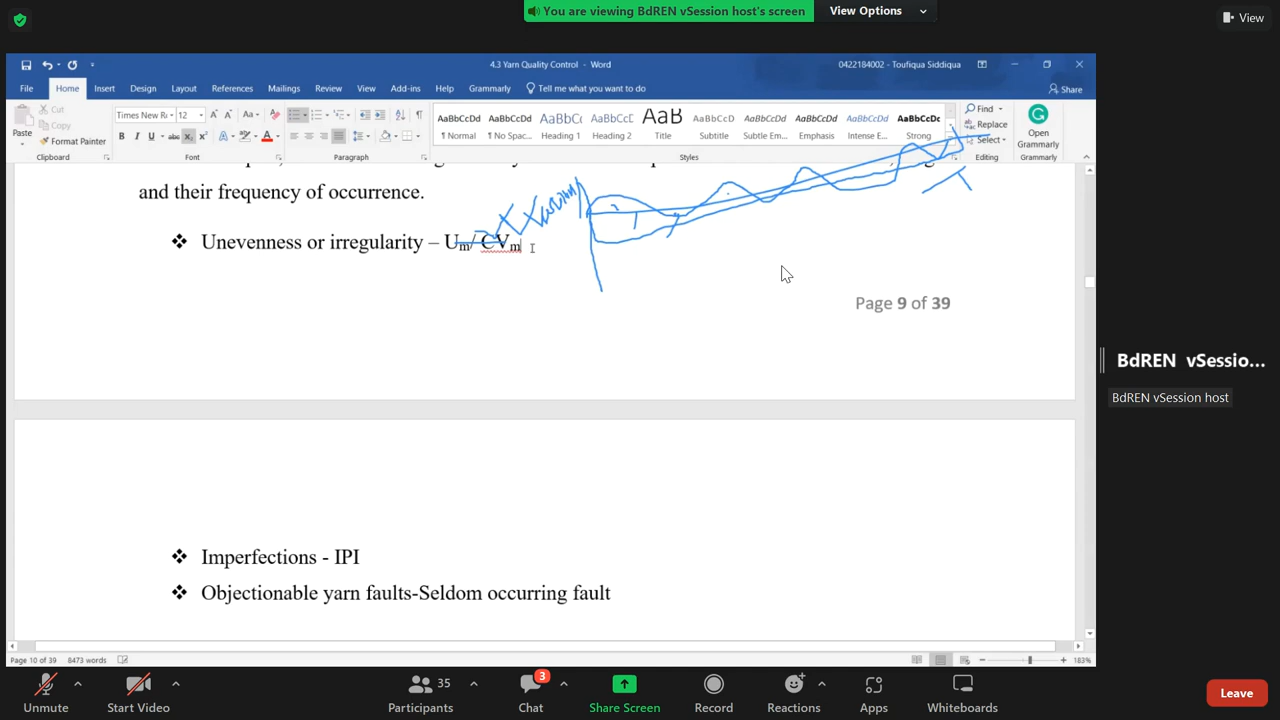 You are viewing BdREN vSession host's screen
View Options
View
4.3 Yarn Quality Control - Word
0422184002 - Toufiqua Siddiqua
File Home Insert Design Layout References Mailings Review View Add-ins Help Grammarly Tell me what you want to do
Share
Paste
Cut
Copy
Format Painter
Clipboard
Times New R 12
Font
Paragraph
AaBbCcDd AaBbCcDd AaBbC AaBbCcD AaB AaBbCcD AaBbCcDd AaBbCcDd AaBbCcDd AaBbCcDc
¶ Normal ¶ No Spac... Heading 1 Heading 2 Title Subtitle Subtle Em... Emphasis Intense E... Strong
Styles
Find
Replace
Select
Editing
Open
Grammarly
Grammarly
and their frequency of occurrence.
❖ Unevenness or irregularity – Um/ CVm
Page 9 of 39
❖ Imperfections - IPI
❖ Objectionable yarn faults-Seldom occurring fault
Page 10 of 39 8473 words
183%
BdREN vSessio...
BdREN vSession host
Unmute
Start Video
35
Participants
3
Chat
Share Screen
Record
Reactions
Apps
Whiteboards
Leave